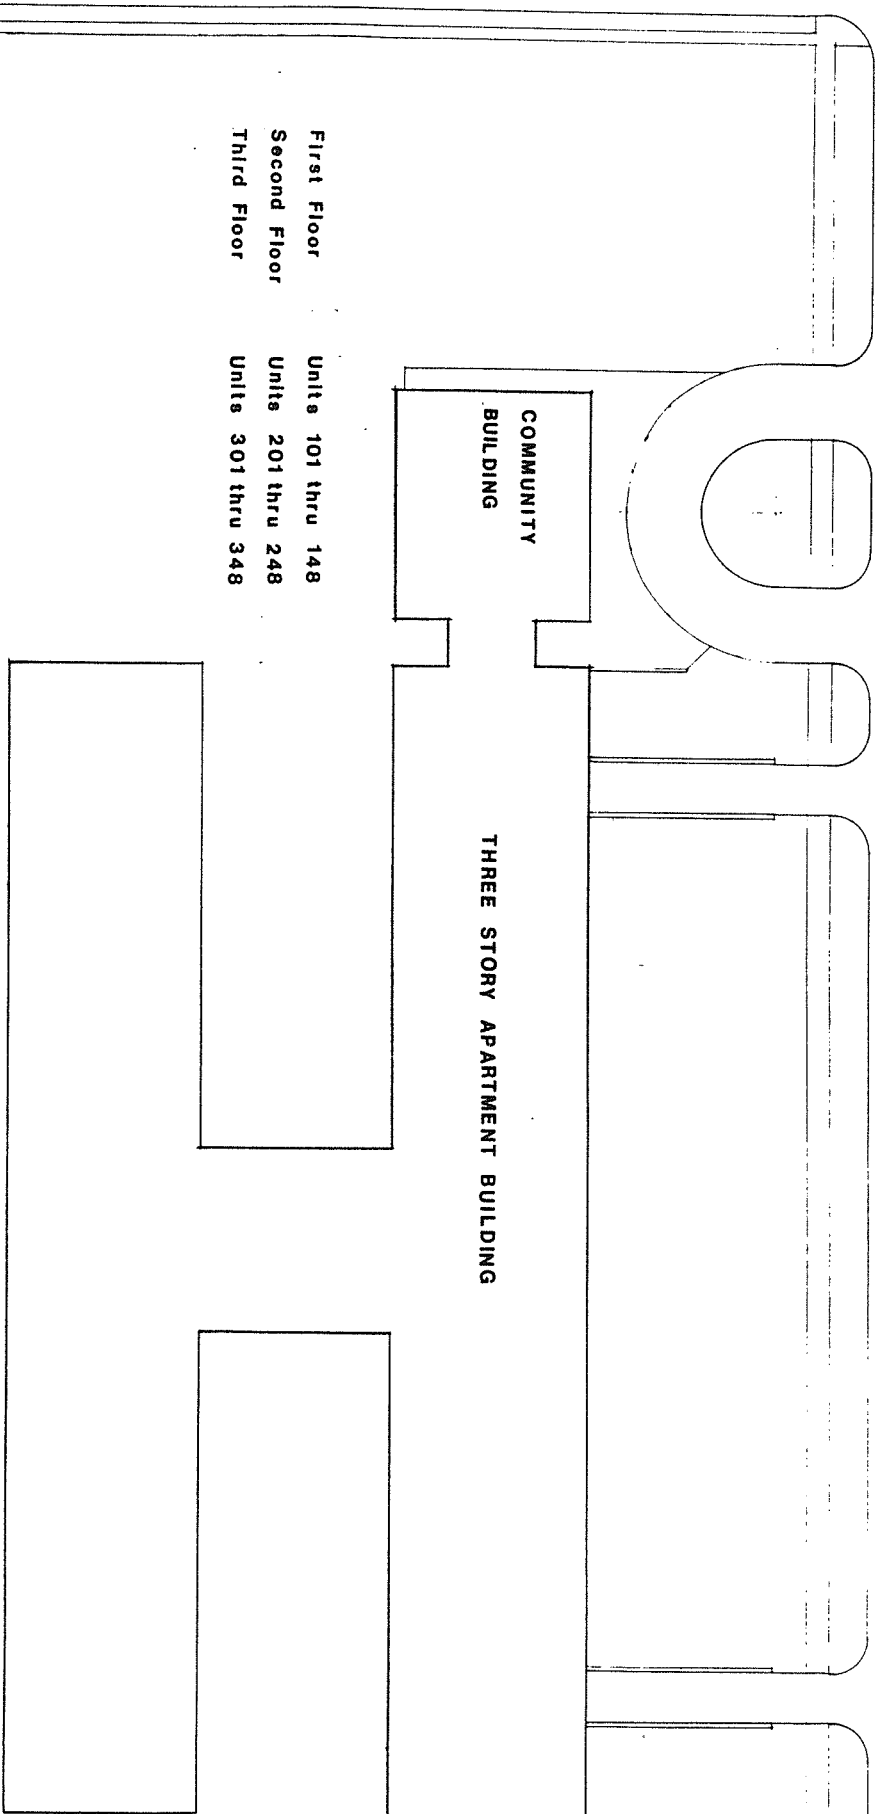 COMMUNITY
BUILDING
THREE STORY APARTMENT BUILDING
First Floor Units 101 thru 148
Second Floor Units 201 thru 248
Third Floor Units 301 thru 348